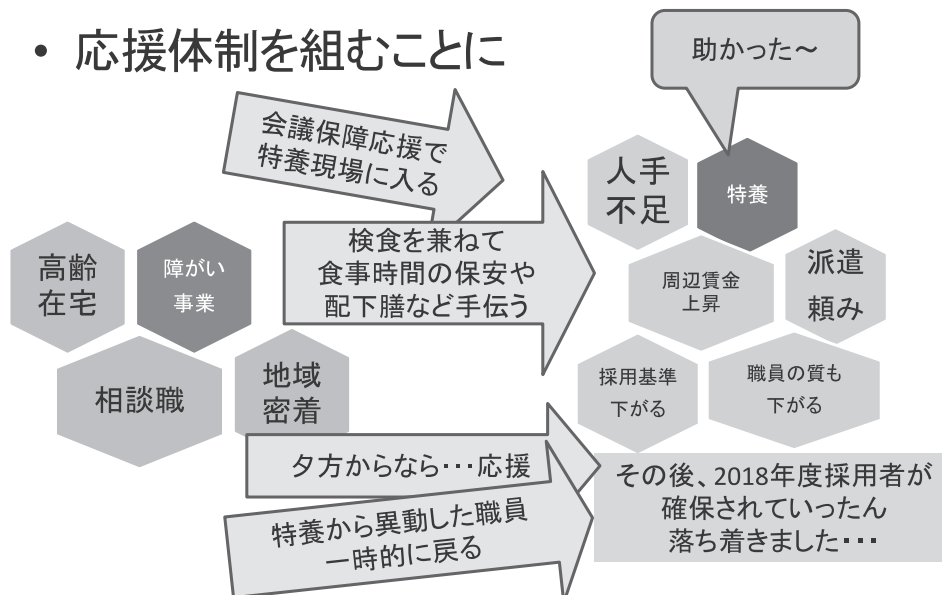 • 応援体制を組むことに
助かった～
会議保障応援で
特養現場に入る
人手
不足
特養
検食を兼ねて
食事時間の保安や
配下膳など手伝う
高齢
在宅
障がい
事業
周辺賃金
上昇
派遣
頼み
相談職
地域
密着
採用基準
下がる
職員の質も
下がる
夕方からなら・・・応援
特養から異動した職員
一時的に戻る
その後、2018年度採用者が
確保されていったん
落ち着きました・・・